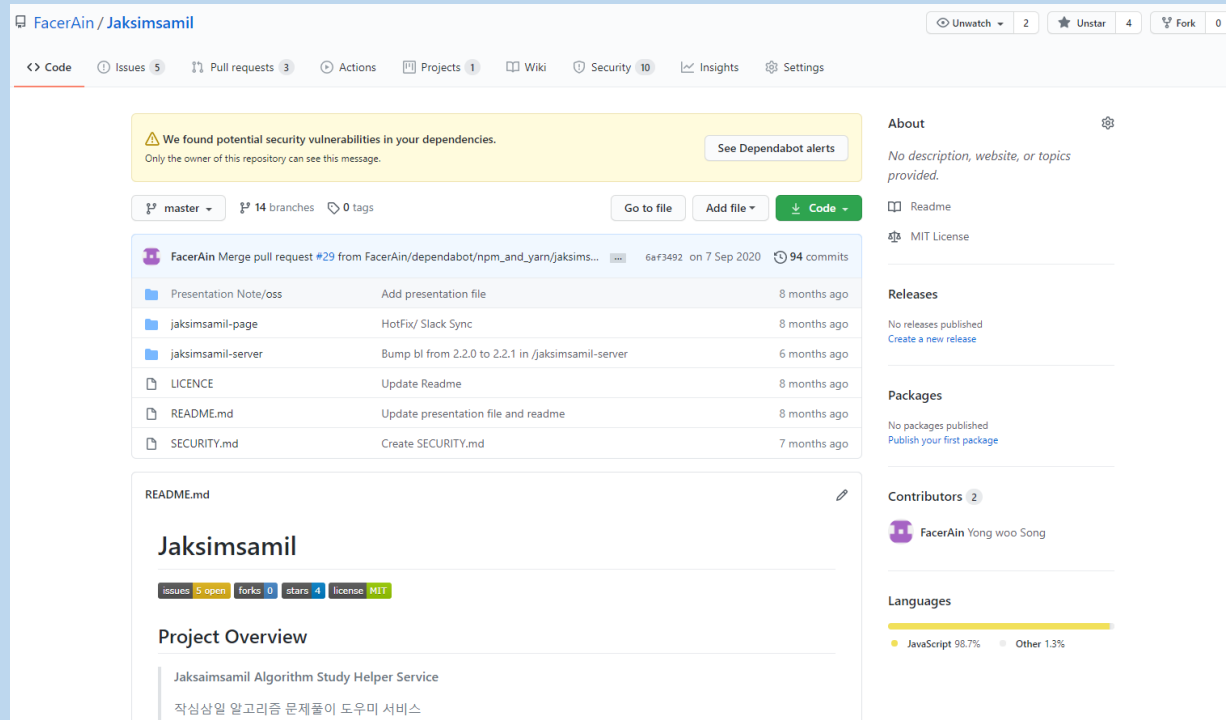 FacerAin / Jaksimsamil
Unwatch 2 Unstar 4 Fork 0
Code Issues 5 Pull requests 3 Actions Projects 1 Wiki Security 10 Insights Settings
We found potential security vulnerabilities in your dependencies.
Only the owner of this repository can see this message.
See Dependabot alerts
master 14 branches 0 tags Go to file Add file Code
FacerAin Merge pull request #29 from FacerAin/dependabot/npm_and_yarn/jaksims... ... 6af3492 on 7 Sep 2020 94 commits
Presentation Note/oss Add presentation file 8 months ago
jaksimsamil-page HotFix/ Slack Sync 8 months ago
jaksimsamil-server Bump bl from 2.2.0 to 2.2.1 in /jaksimsamil-server 6 months ago
LICENCE Update Readme 8 months ago
README.md Update presentation file and readme 8 months ago
SECURITY.md Create SECURITY.md 7 months ago
README.md
Jaksimsamil
issues 5 open forks 0 stars 4 license MIT
Project Overview
Jaksaimsamil Algorithm Study Helper Service
작심삼일 알고리즘 문제풀이 도우미 서비스
About
No description, website, or topics
provided.
Readme
MIT License
Releases
No releases published
Create a new release
Packages
No packages published
Publish your first package
Contributors 2
FacerAin Yong woo Song
Languages
JavaScript 98.7% Other 1.3%